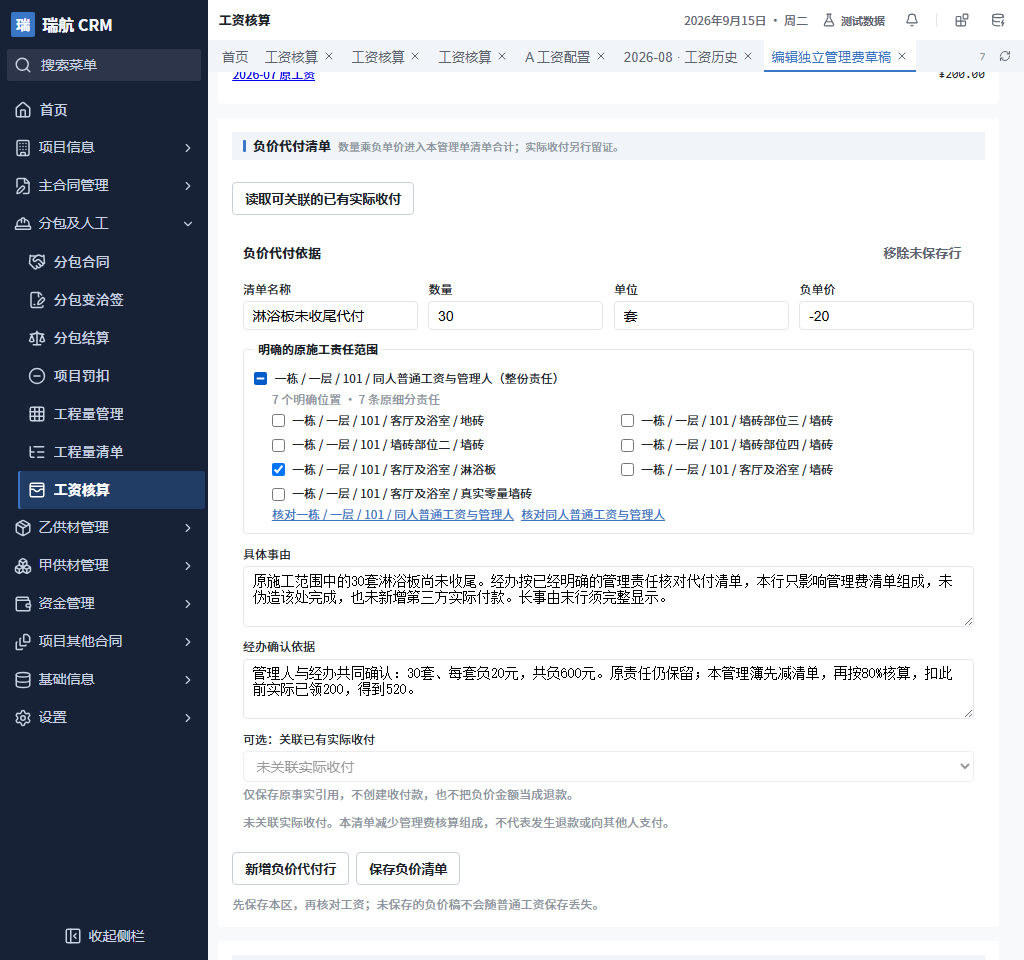 瑞 瑞航 CRM
搜索菜单
首页
项目信息
主合同管理
分包及人工
分包合同
分包变洽签
分包结算
项目罚扣
工程量管理
工程量清单
工资核算
乙供材管理
甲供材管理
资金管理
项目其他合同
基础信息
设置
收起侧栏
工资核算
2026年9月15日 · 周二
测试数据
首页 工资核算 × 工资核算 × 工资核算 × A 工资配置 × 2026-08 · 工资历史 × 编辑独立管理费草稿 × 7
2026-07 原工资 ¥200.00
负价代付清单 数量乘负单价进入本管理单清单合计；实际收付另行留证。
读取可关联的已有实际收付
负价代付依据 移除未保存行
清单名称 数量 单位 负单价
淋浴板未收尾代付 30 套 -20
明确的原施工责任范围
一栋 / 一层 / 101 / 同人普通工资与管理人（整份责任）
7 个明确位置 · 7 条原细分责任
一栋 / 一层 / 101 / 客厅及浴室 / 地砖 一栋 / 一层 / 101 / 墙砖部位三 / 墙砖
一栋 / 一层 / 101 / 墙砖部位二 / 墙砖 一栋 / 一层 / 101 / 墙砖部位四 / 墙砖
一栋 / 一层 / 101 / 客厅及浴室 / 淋浴板 一栋 / 一层 / 101 / 客厅及浴室 / 墙砖
一栋 / 一层 / 101 / 客厅及浴室 / 真实零量墙砖
核对一栋 / 一层 / 101 / 同人普通工资与管理人 核对同人普通工资与管理人
具体事由
原施工范围中的30套淋浴板尚未收尾。经办按已经明确的管理责任核对代付清单，本行只影响管理费清单组成，未
伪造该处完成，也未新增第三方实际付款。长事由末行须完整显示。
经办确认依据
管理人与经办共同确认：30套、每套负20元，共负600元。原责任仍保留；本管理簿先减清单，再按80%核算，扣此
前实际已领200，得到520。
可选：关联已有实际收付
未关联实际收付
仅保存原事实引用，不创建收付款，也不把负价金额当成退款。
未关联实际收付。本清单减少管理费核算组成，不代表发生退款或向其他人支付。
新增负价代付行 保存负价清单
先保存本区，再核对工资；未保存的负价稿不会随普通工资保存丢失。